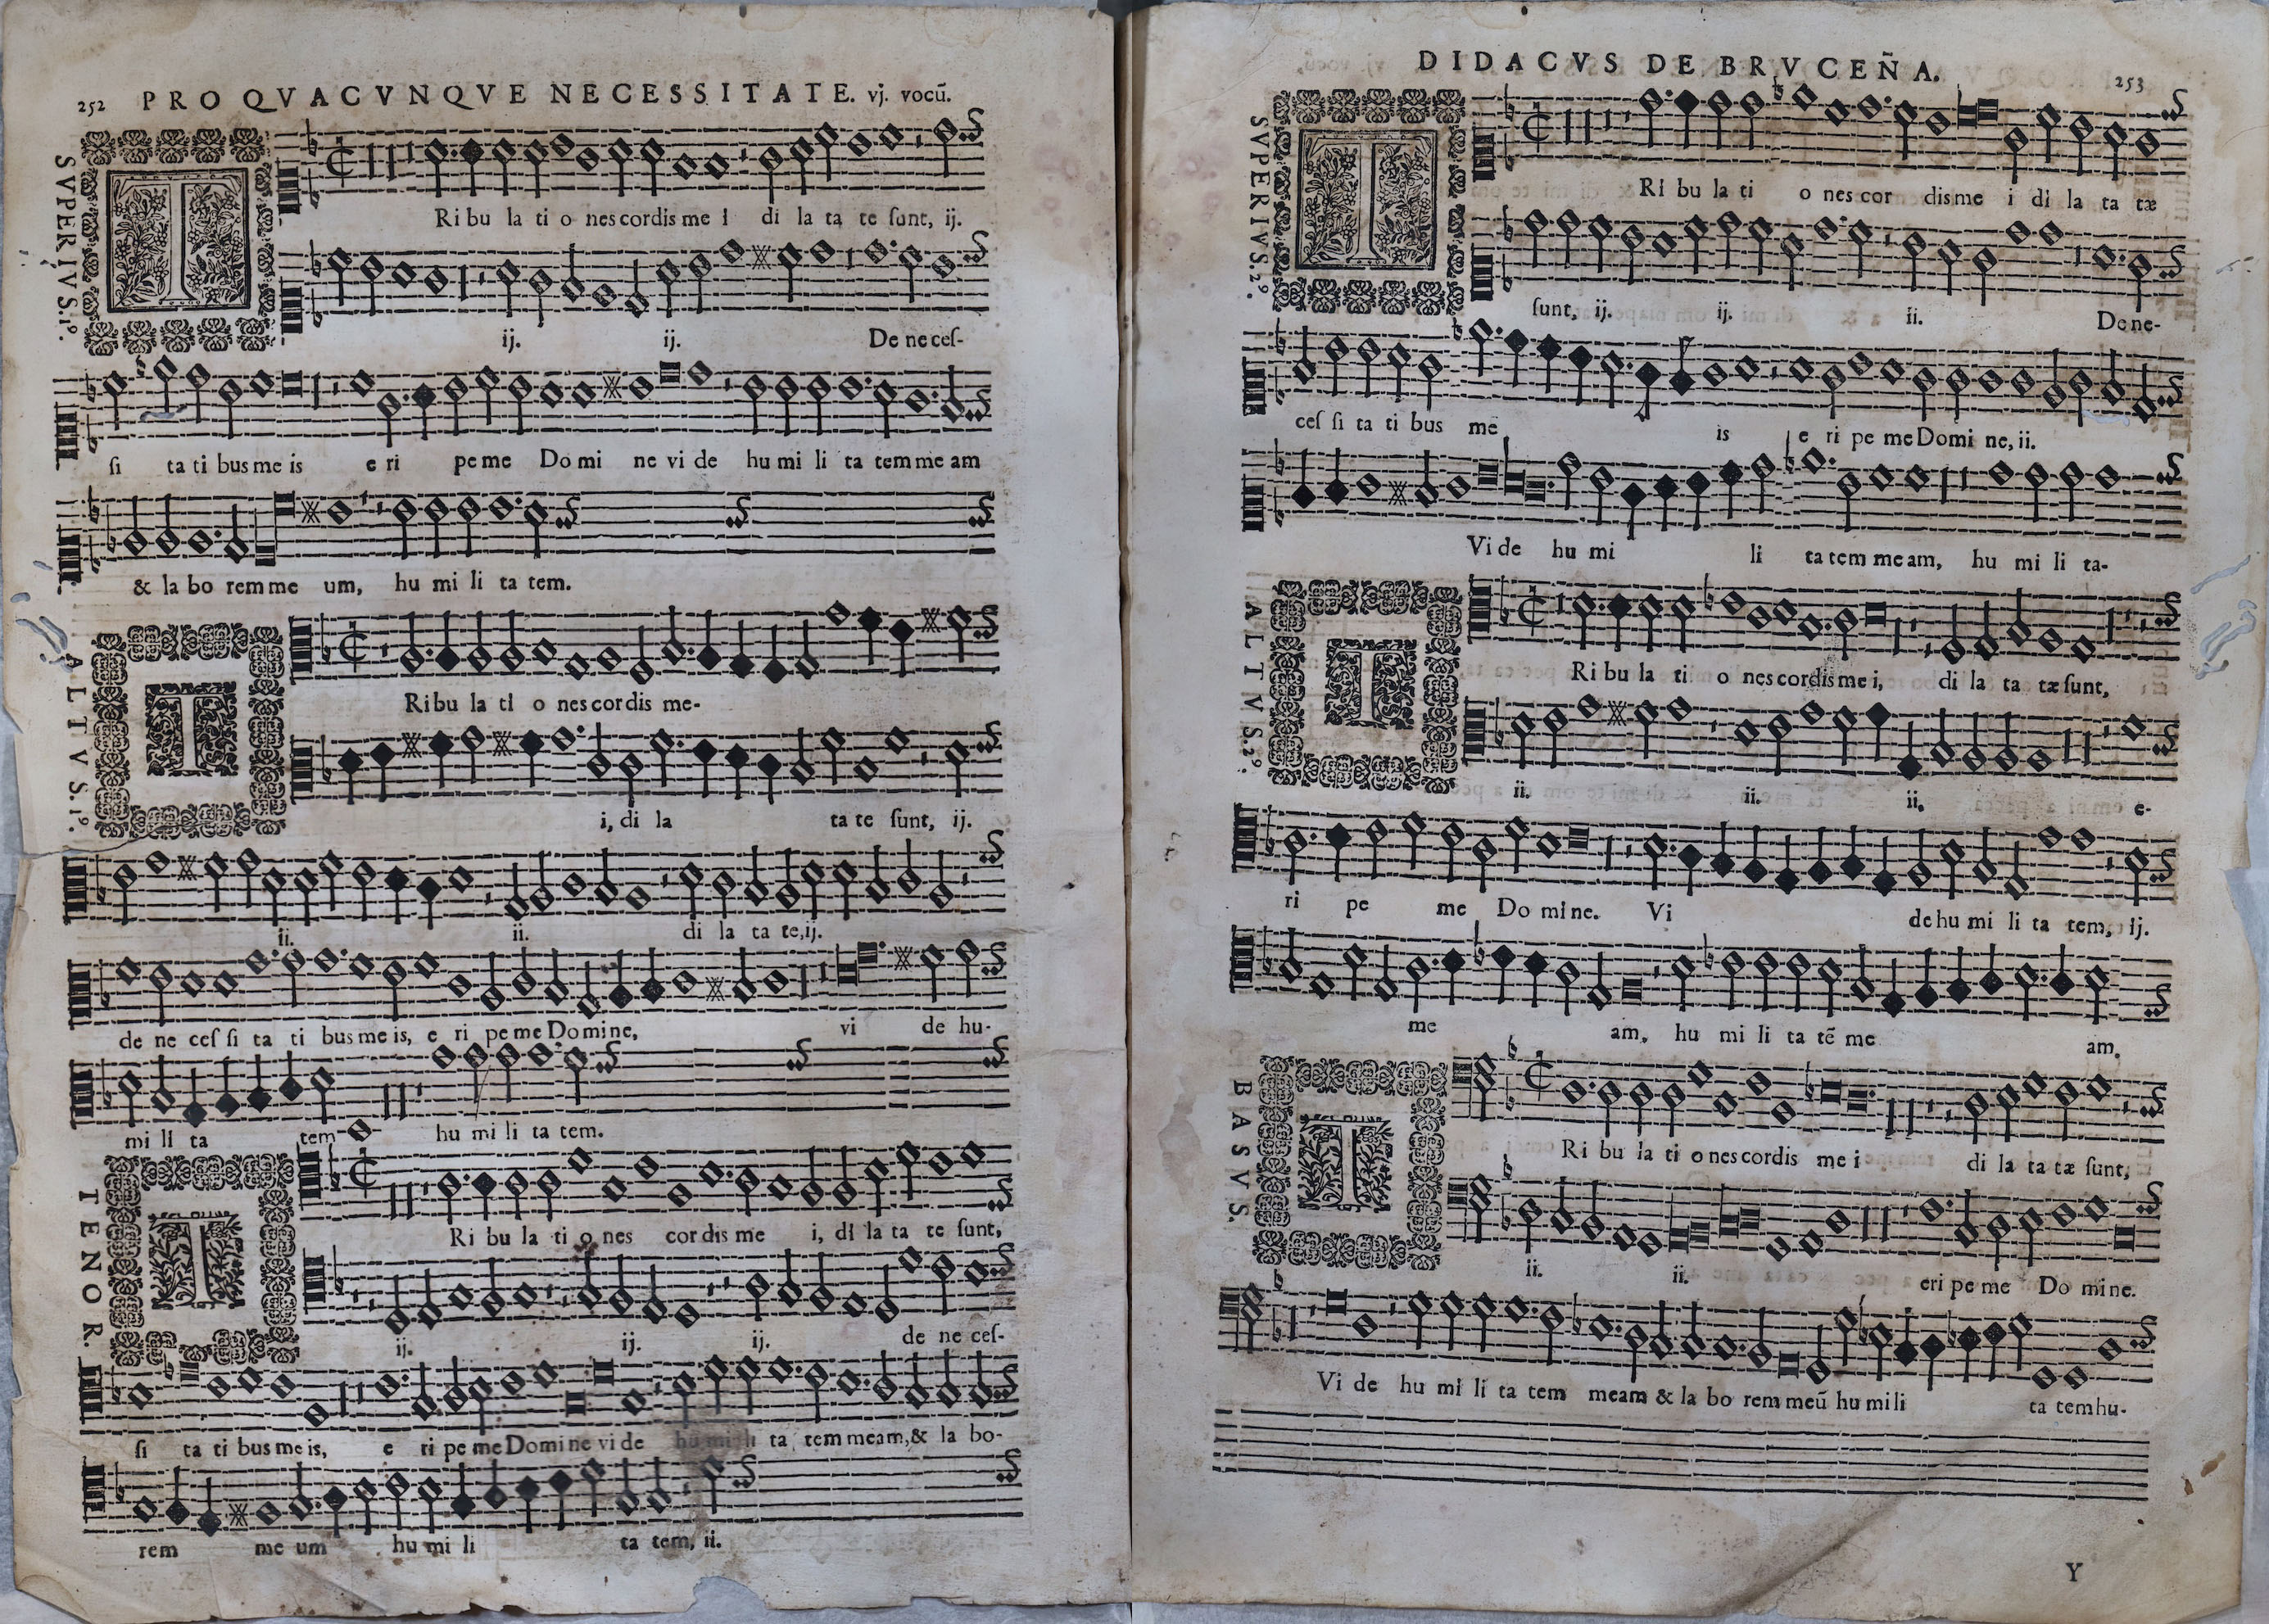 252 PRO QVACVNQVE NECESSITATE. vj. vocũ.
SVPERIVS. 1º.
Ri bu la ti o nes cordis me i di la ta te ſunt, ij.
ij. ij. De ne ceſ-
ſi ta ti bus me is e ri pe me Do mi ne vi de hu mi li ta tem me am
& la bo rem me um, hu mi li ta tem.
ALTVS. 1º.
Ri bu la ti o nes cor dis me-
i, di la ta te ſunt, ij.
ii. ii. di la ta te, ij.
de ne ceſ ſi ta ti bus me is, e ri pe me Do mi ne, vi de hu-
mi li ta tem hu mi li ta tem.
TENOR.
Ri bu la ti o nes cor dis me i, di la ta te ſunt,
ij. ij. ij. de ne ceſ-
ſi ta ti bus me is, e ri pe me Do mi ne vi de hu mi li ta tem meam, & la bo-
rem me um hu mi li ta tem, ii.
DIDACVS DE BRVCEÑA. 253
SVPERIVS. 2º.
Ri bu la ti o nes cor dis me i di la ta tæ
ſunt, ij. ij. ii. De ne-
ceſ ſi ta ti bus me is e ri pe me Domi ne, ii.
Vi de hu mi li ta tem me am, hu mi li ta-
ALTVS. 2º.
Ri bu la ti o nes cordis me i, di la ta tæ ſunt,
ii. ii. ii. e-
ri pe me Do mi ne. Vi de hu mi li ta tem, ij.
me am, hu mi li ta tẽ me am.
BASVS.
Ri bu la ti o nes cordis me i di la ta tæ ſunt,
ii. ii. eri pe me Do mi ne.
Vi de hu mi li ta tem meam & la bo rem meũ hu mi li ta tem hu-
Y